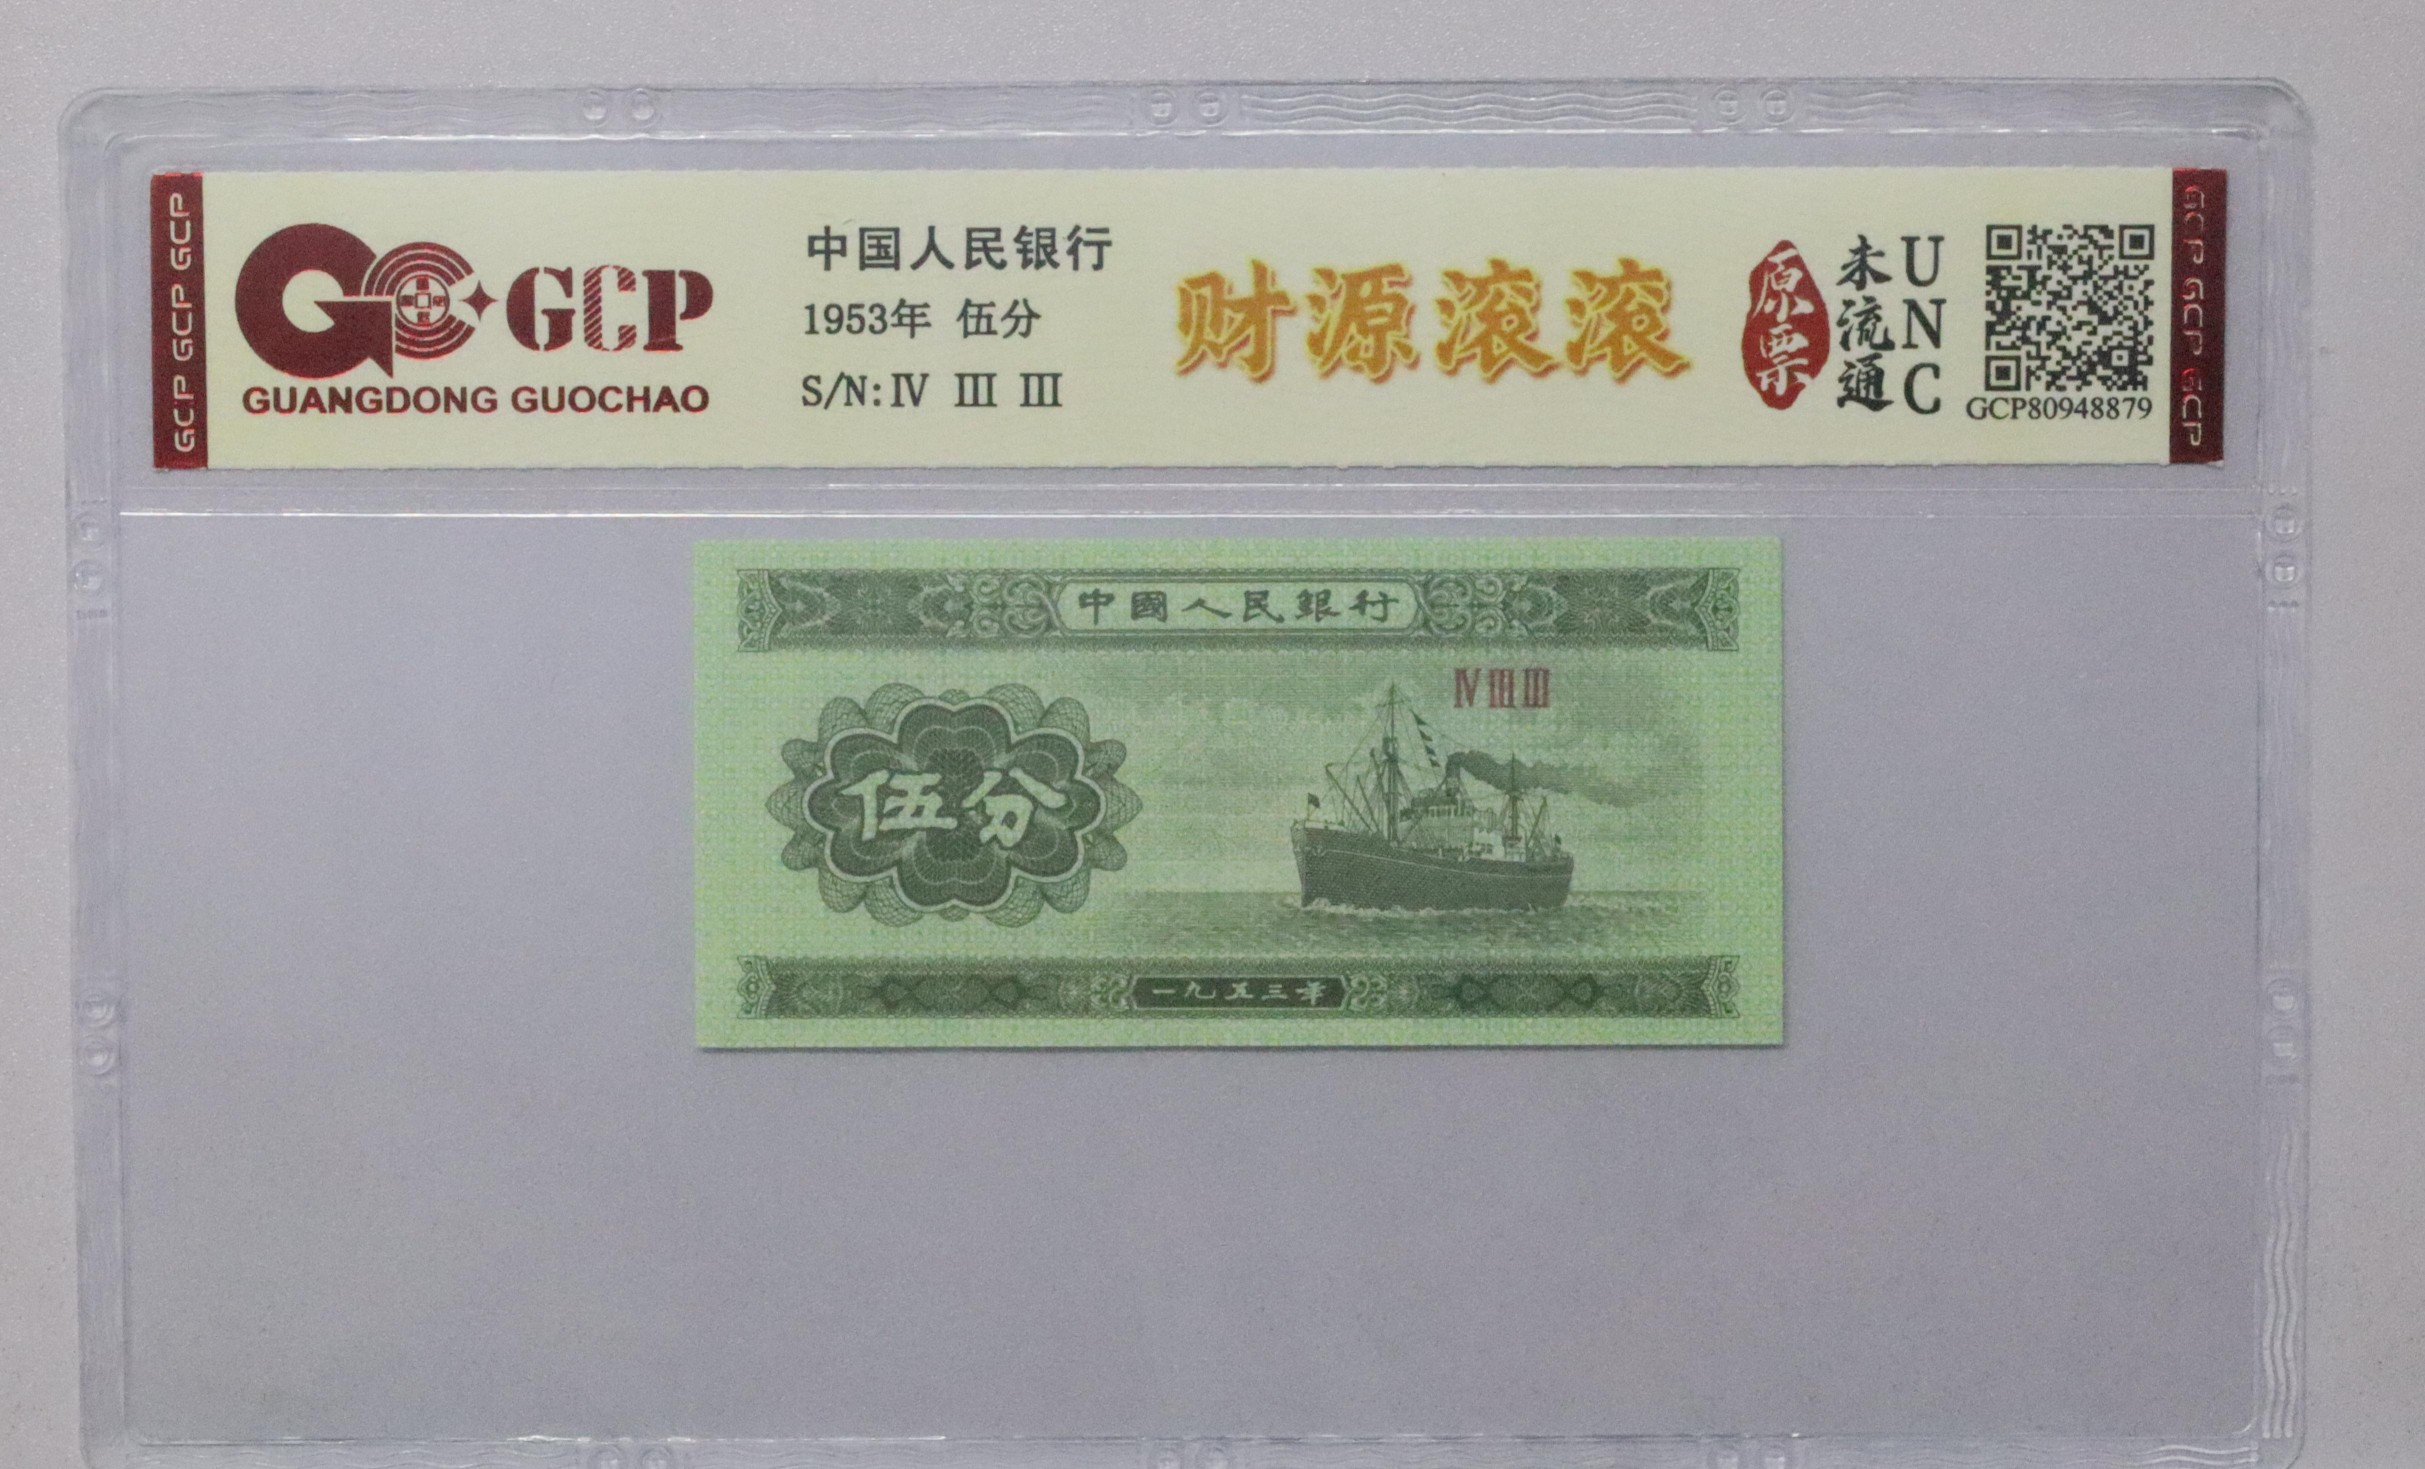 GCP GCP GCP
GCP
GUANGDONG GUOCHAO
中国人民银行
1953年 伍分
S/N: Ⅳ Ⅲ Ⅲ
财源滚滚
原票
未流通
UNC
GCP80948879
GCP GCP GCP
中國人民銀行
ⅣⅢⅢ
伍分
一九五三年